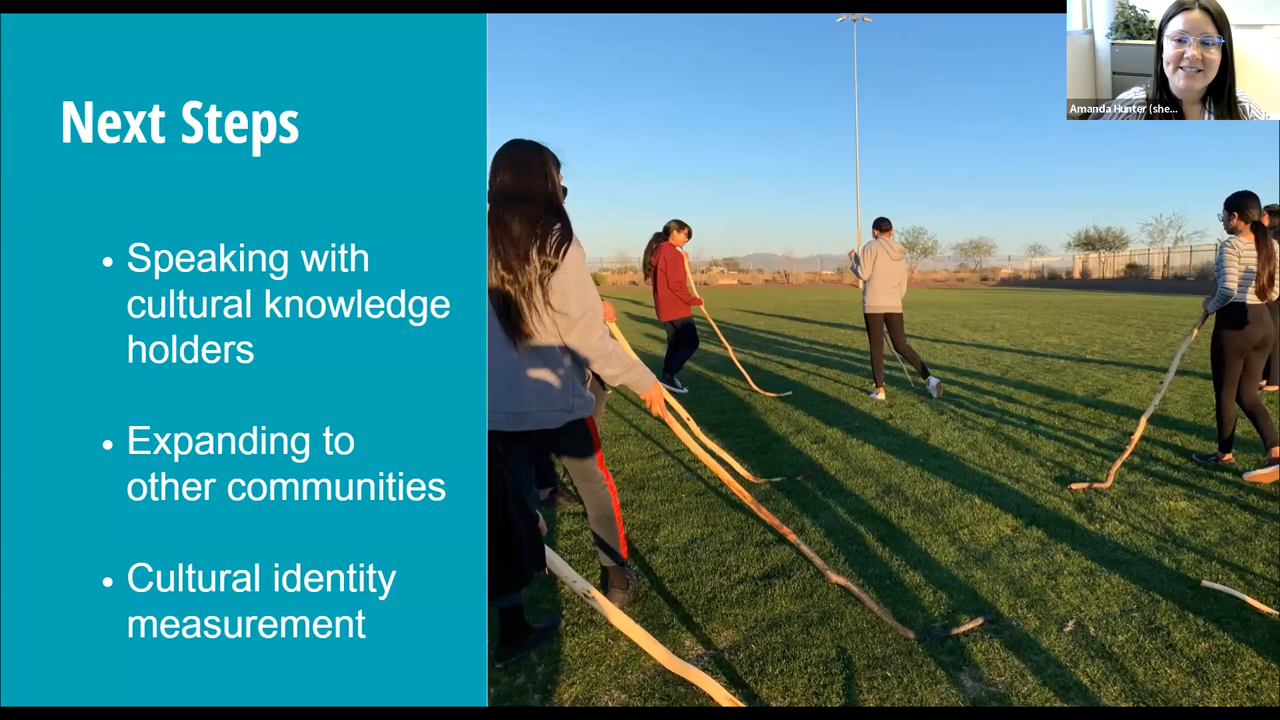 Next Steps
• Speaking with
cultural knowledge
holders
• Expanding to
other communities
• Cultural identity
measurement
Amanda Hunter (she...